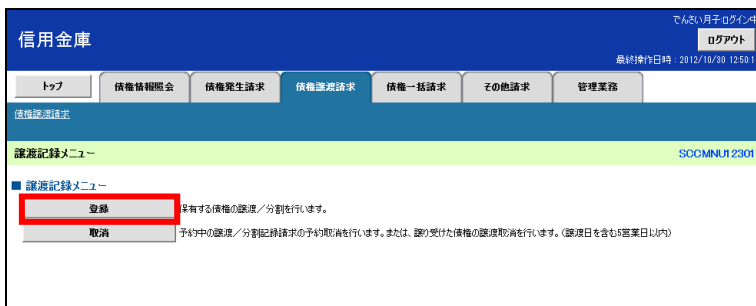 でんさい月子:ログイン中
信用金庫
ログアウト
最終操作日時：2012/10/30 12:50:1
トップ 債権情報照会 債権発生請求 債権譲渡請求 債権一括請求 その他請求 管理業務
債権譲渡請求
譲渡記録メニュー SCCMNU12301
■ 譲渡記録メニュー
登録 保有する債権の譲渡／分割を行います。
取消 予約中の譲渡／分割記録請求の予約取消を行います。または、譲り受けた債権の譲渡取消を行います。（譲渡日を含む5営業日以内）